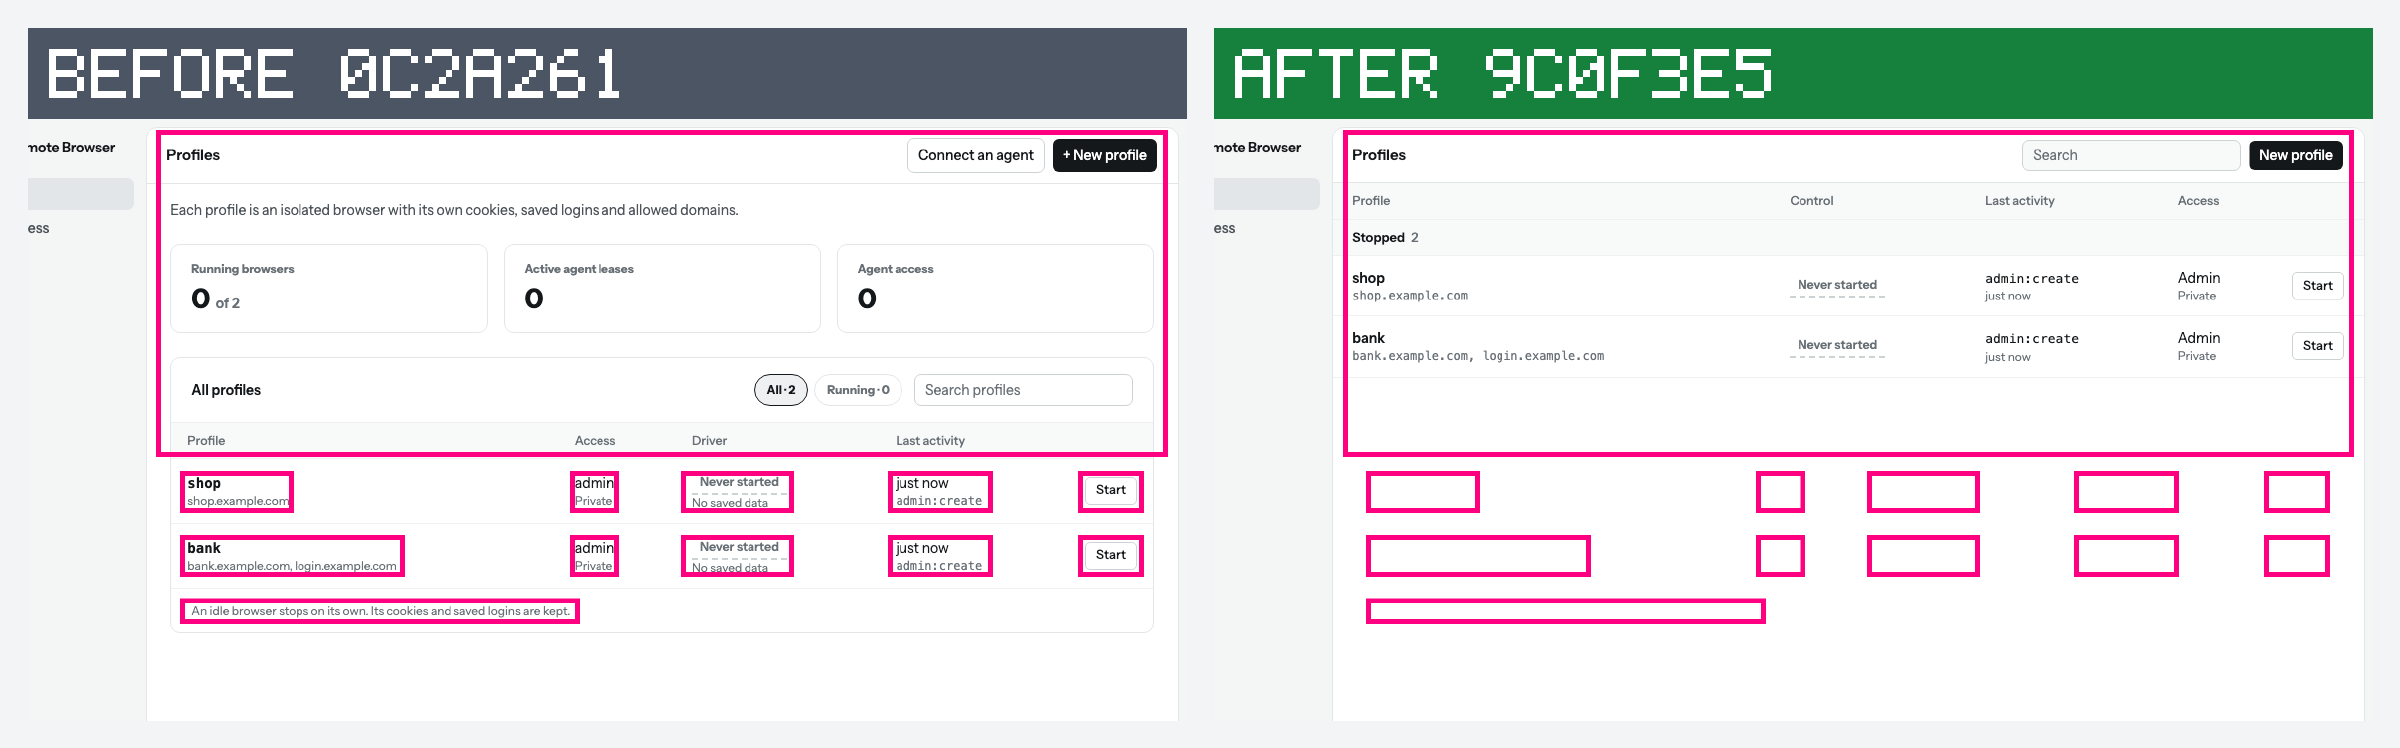 BEFORE 0C2A261
mote Browser
ess
Profiles
Connect an agent
+ New profile
Each profile is an isolated browser with its own cookies, saved logins and allowed domains.
Running browsers
0 of 2
Active agent leases
0
Agent access
0
All profiles
All · 2
Running · 0
Search profiles
Profile Access Driver Last activity
shop admin Never started just now Start
shop.example.com Private No saved data admin:create
bank admin Never started just now Start
bank.example.com, login.example.com Private No saved data admin:create
An idle browser stops on its own. Its cookies and saved logins are kept.
AFTER 9C0F3E5
mote Browser
ess
Profiles
Search
New profile
Profile Control Last activity Access
Stopped 2
shop Never started admin:create Admin Start
shop.example.com just now Private
bank Never started admin:create Admin Start
bank.example.com, login.example.com just now Private